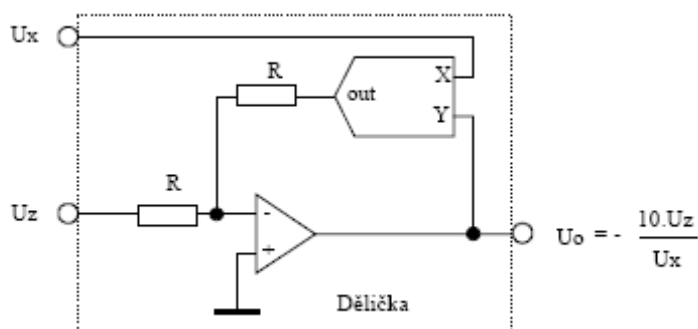 Ux
R
X
out
Y
R
Uz
-
+
Uo = - 10.Uz
Ux
Dělička